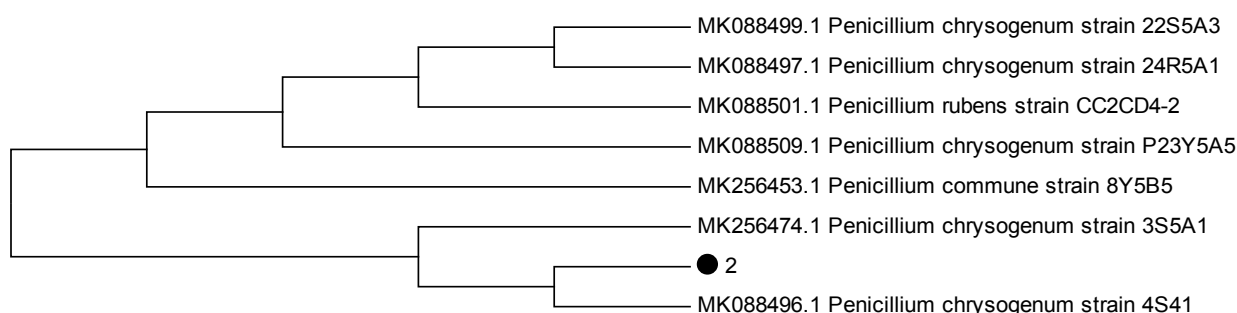 MK088499.1 Penicillium chrysogenum strain 22S5A3
MK088497.1 Penicillium chrysogenum strain 24R5A1
MK088501.1 Penicillium rubens strain CC2CD4-2
MK088509.1 Penicillium chrysogenum strain P23Y5A5
MK256453.1 Penicillium commune strain 8Y5B5
MK256474.1 Penicillium chrysogenum strain 3S5A1
2
MK088496.1 Penicillium chrysogenum strain 4S41